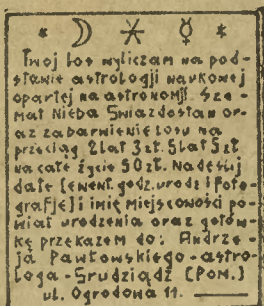 Twój los wyliczam na pod-
stawie astrologji naukowej
opartej na astronomji. Sze-
mat Nieba Gwiazdostan or-
az zabarwienie losu na
przeciąg 2 lat 3 zł. 5 lat 5 zł
na całe życie 50 zł. Nadeślij
datę (ewent. godz. urodz i foto-
grafję) i imię miejscowości po-
wiat urodzenia oraz gotów-
kę przekazem do: Andrze-
ja Pawłowskiego - astro-
loga - Grudziądz (Pom.)
ul. Ogrodowa 11.